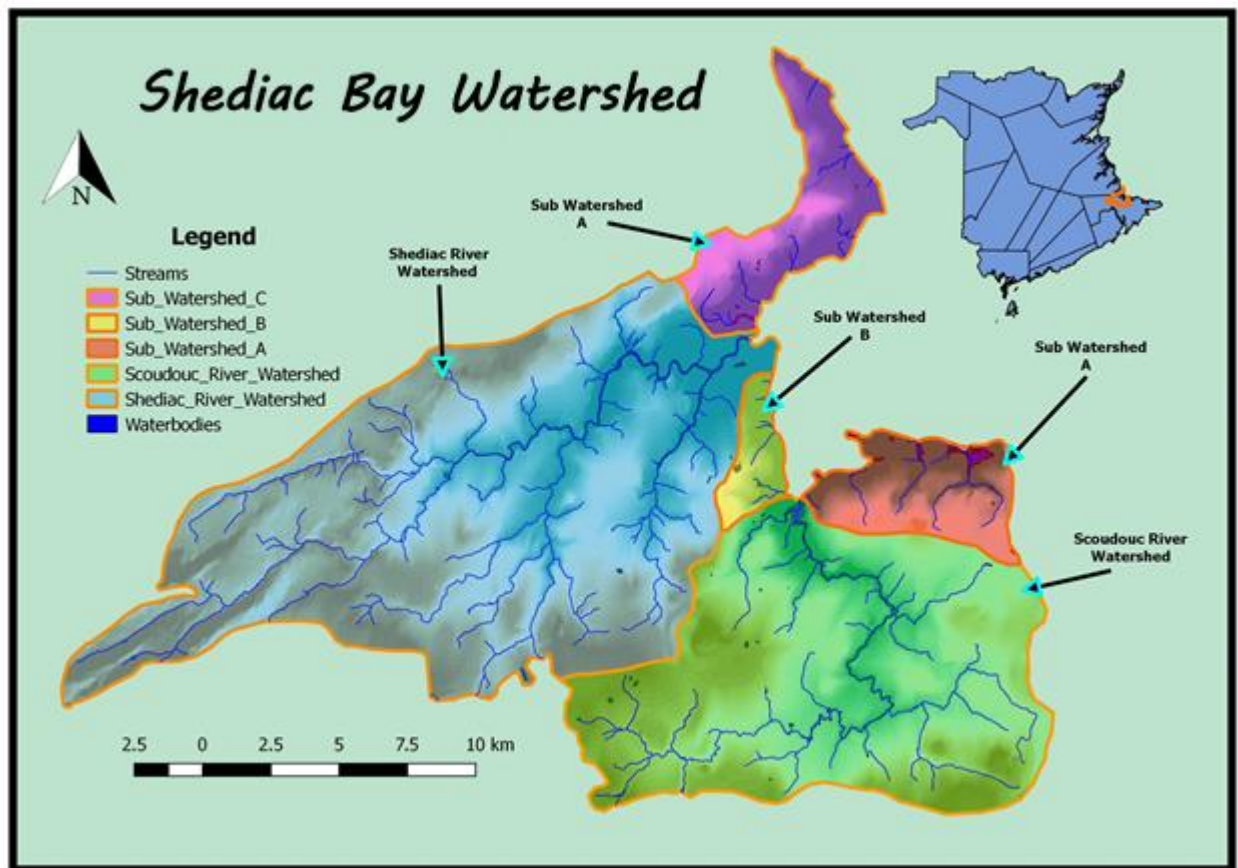 Shediac Bay Watershed
N
Legend
Streams
Sub_Watershed_C
Sub_Watershed_B
Sub_Watershed_A
Scoudouc_River_Watershed
Shediac_River_Watershed
Waterbodies
Sub Watershed
A
Shediac River
Watershed
Sub Watershed
B
Sub Watershed
A
Scoudouc River
Watershed
2.5 0 2.5 5 7.5 10 km